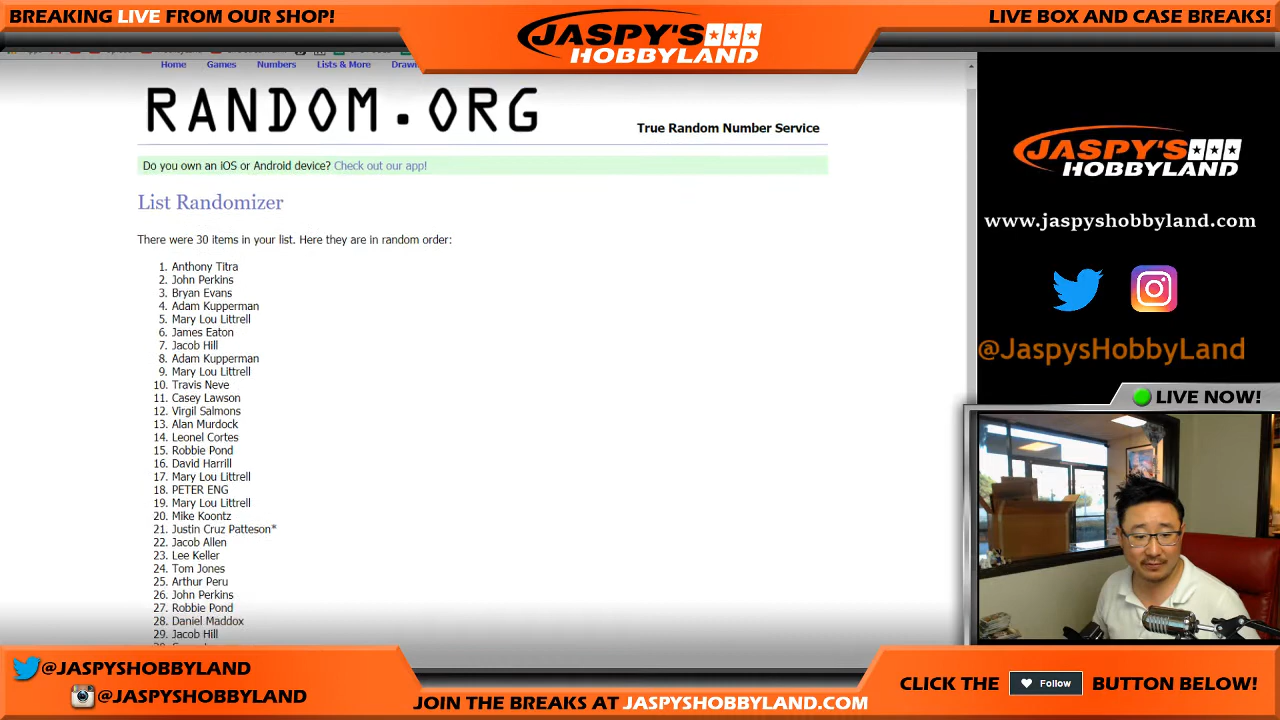 BREAKING LIVE FROM OUR SHOP!
JASPY'S
HOBBYLAND
LIVE BOX AND CASE BREAKS!
Home Games Numbers Lists & More
RANDOM.ORG
True Random Number Service
Do you own an iOS or Android device? Check out our app!
List Randomizer
There were 30 items in your list. Here they are in random order:
1. Anthony Titra
2. John Perkins
3. Bryan Evans
4. Adam Kupperman
5. Mary Lou Littrell
6. James Eaton
7. Jacob Hill
8. Adam Kupperman
9. Mary Lou Littrell
10. Travis Neve
11. Casey Lawson
12. Virgil Salmons
13. Alan Murdock
14. Leonel Cortes
15. Robbie Pond
16. David Harrill
17. Mary Lou Littrell
18. PETER ENG
19. Mary Lou Littrell
20. Mike Koontz
21. Justin Cruz Patteson*
22. Jacob Allen
23. Lee Keller
24. Tom Jones
25. Arthur Peru
26. John Perkins
27. Robbie Pond
28. Daniel Maddox
29. Jacob Hill
JASPY'S
HOBBYLAND
www.jaspyshobbyland.com
@JaspysHobbyLand
LIVE NOW!
@JASPYSHOBBYLAND
@JASPYSHOBBYLAND
JOIN THE BREAKS AT JASPYSHOBBYLAND.COM
CLICK THE Follow BUTTON BELOW!